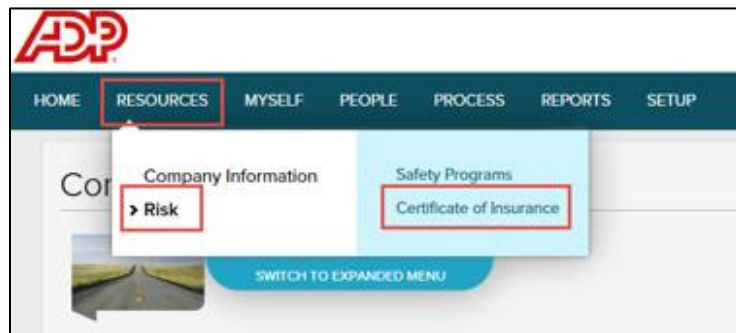 ADP
HOME RESOURCES MYSELF PEOPLE PROCESS REPORTS SETUP
Company Information
Safety Programs
> Risk
Certificate of Insurance
SWITCH TO EXPANDED MENU